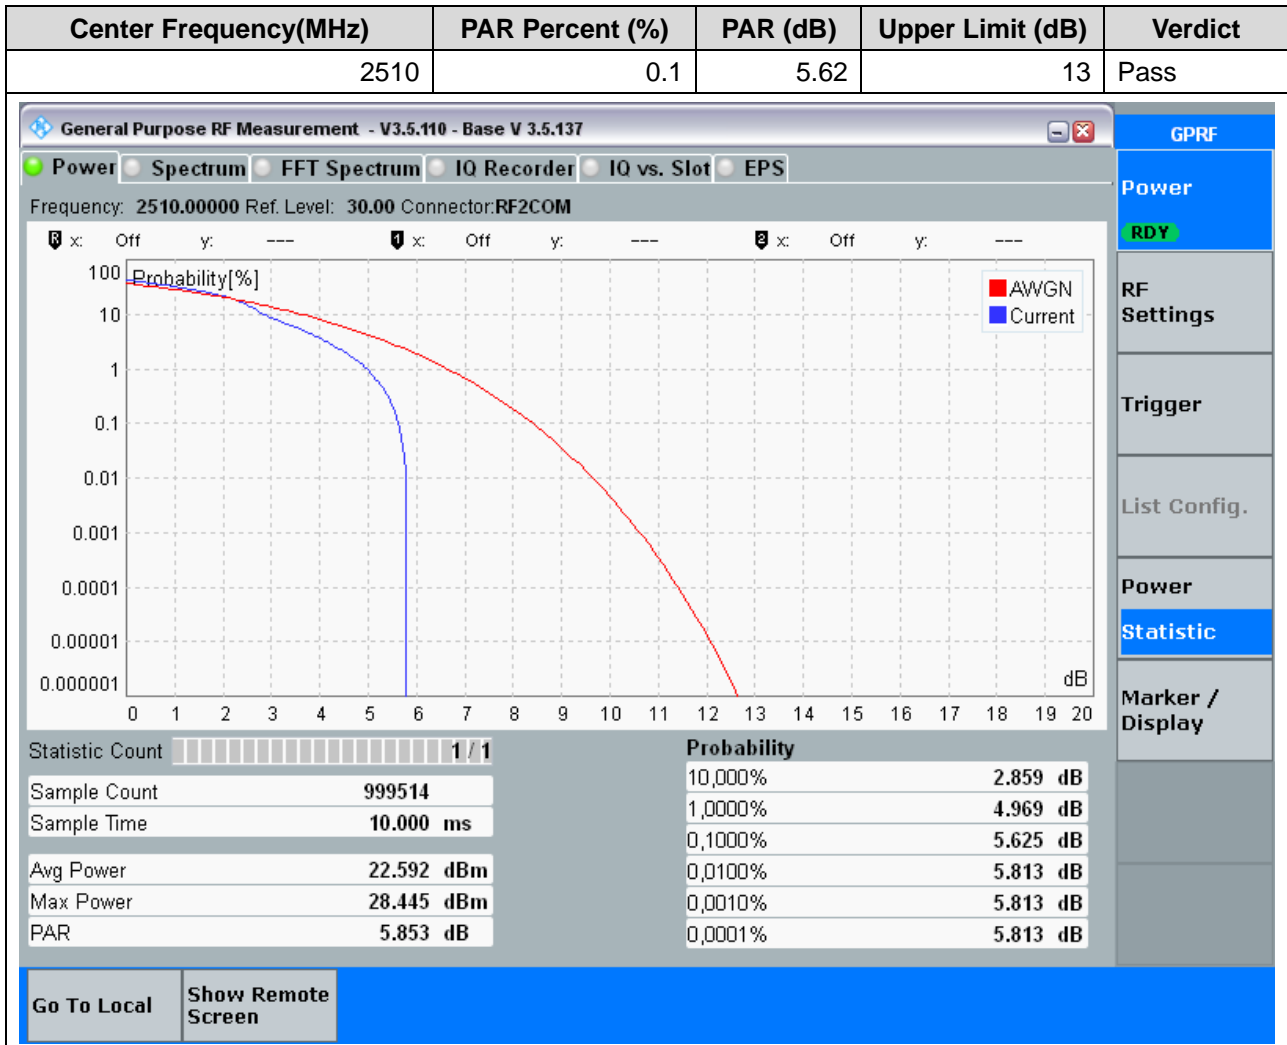 Center Frequency(MHz) PAR Percent (%) PAR (dB) Upper Limit (dB) Verdict
2510 0.1 5.62 13 Pass
General Purpose RF Measurement - V3.5.110 - Base V 3.5.137
GPRF
Power Spectrum FFT Spectrum IQ Recorder IQ vs. Slot EPS
Frequency: 2510.00000 Ref. Level: 30.00 Connector:RF2COM
R x: Off y: --- 1 x: Off y: --- 2 x: Off y: ---
Probability[%]
AWGN
Current
100
10
1
0.1
0.01
0.001
0.0001
0.00001
0.000001
dB
0 1 2 3 4 5 6 7 8 9 10 11 12 13 14 15 16 17 18 19 20
Statistic Count 1 / 1
Sample Count 999514
Sample Time 10.000 ms
Avg Power 22.592 dBm
Max Power 28.445 dBm
PAR 5.853 dB
Probability
10,000% 2.859 dB
1,0000% 4.969 dB
0,1000% 5.625 dB
0,0100% 5.813 dB
0,0010% 5.813 dB
0,0001% 5.813 dB
Power
RDY
RF
Settings
Trigger
List Config.
Power
Statistic
Marker /
Display
Go To Local
Show Remote
Screen